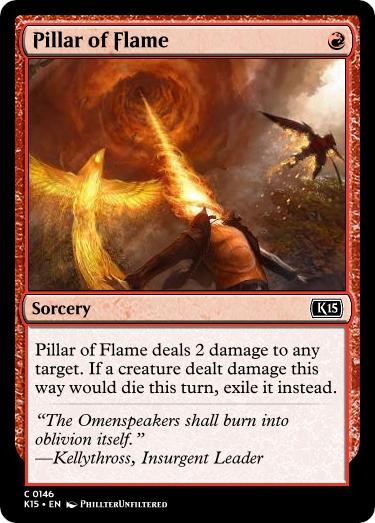 Pillar of Flame
Sorcery
K15
Pillar of Flame deals 2 damage to any
target. If a creature dealt damage this
way would die this turn, exile it instead.
“The Omenspeakers shall burn into
oblivion itself.”
—Kellythross, Insurgent Leader
C 0146
K15 • EN PhillterUnfiltered